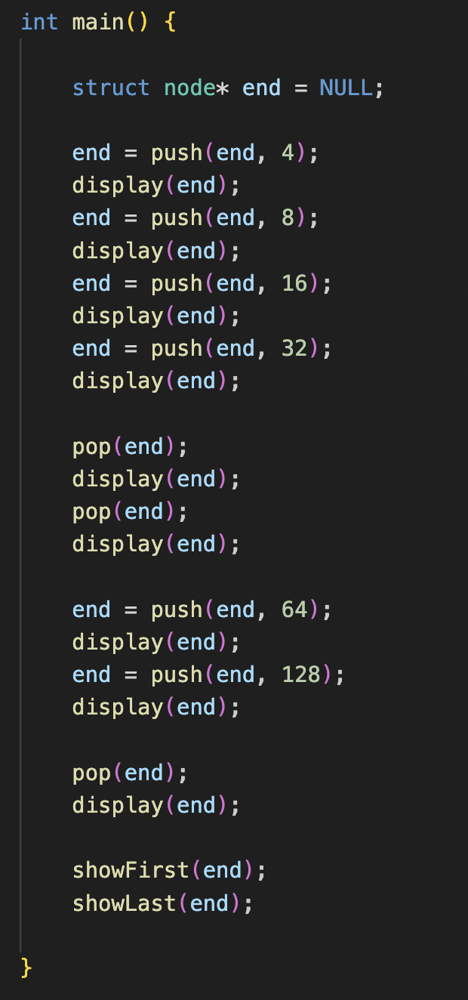 int main() {
struct node* end = NULL;
end = push(end, 4);
display(end);
end = push(end, 8);
display(end);
end = push(end, 16);
display(end);
end = push(end, 32);
display(end);
pop(end);
display(end);
pop(end);
display(end);
end = push(end, 64);
display(end);
end = push(end, 128);
display(end);
pop(end);
display(end);
showFirst(end);
showLast(end);
}